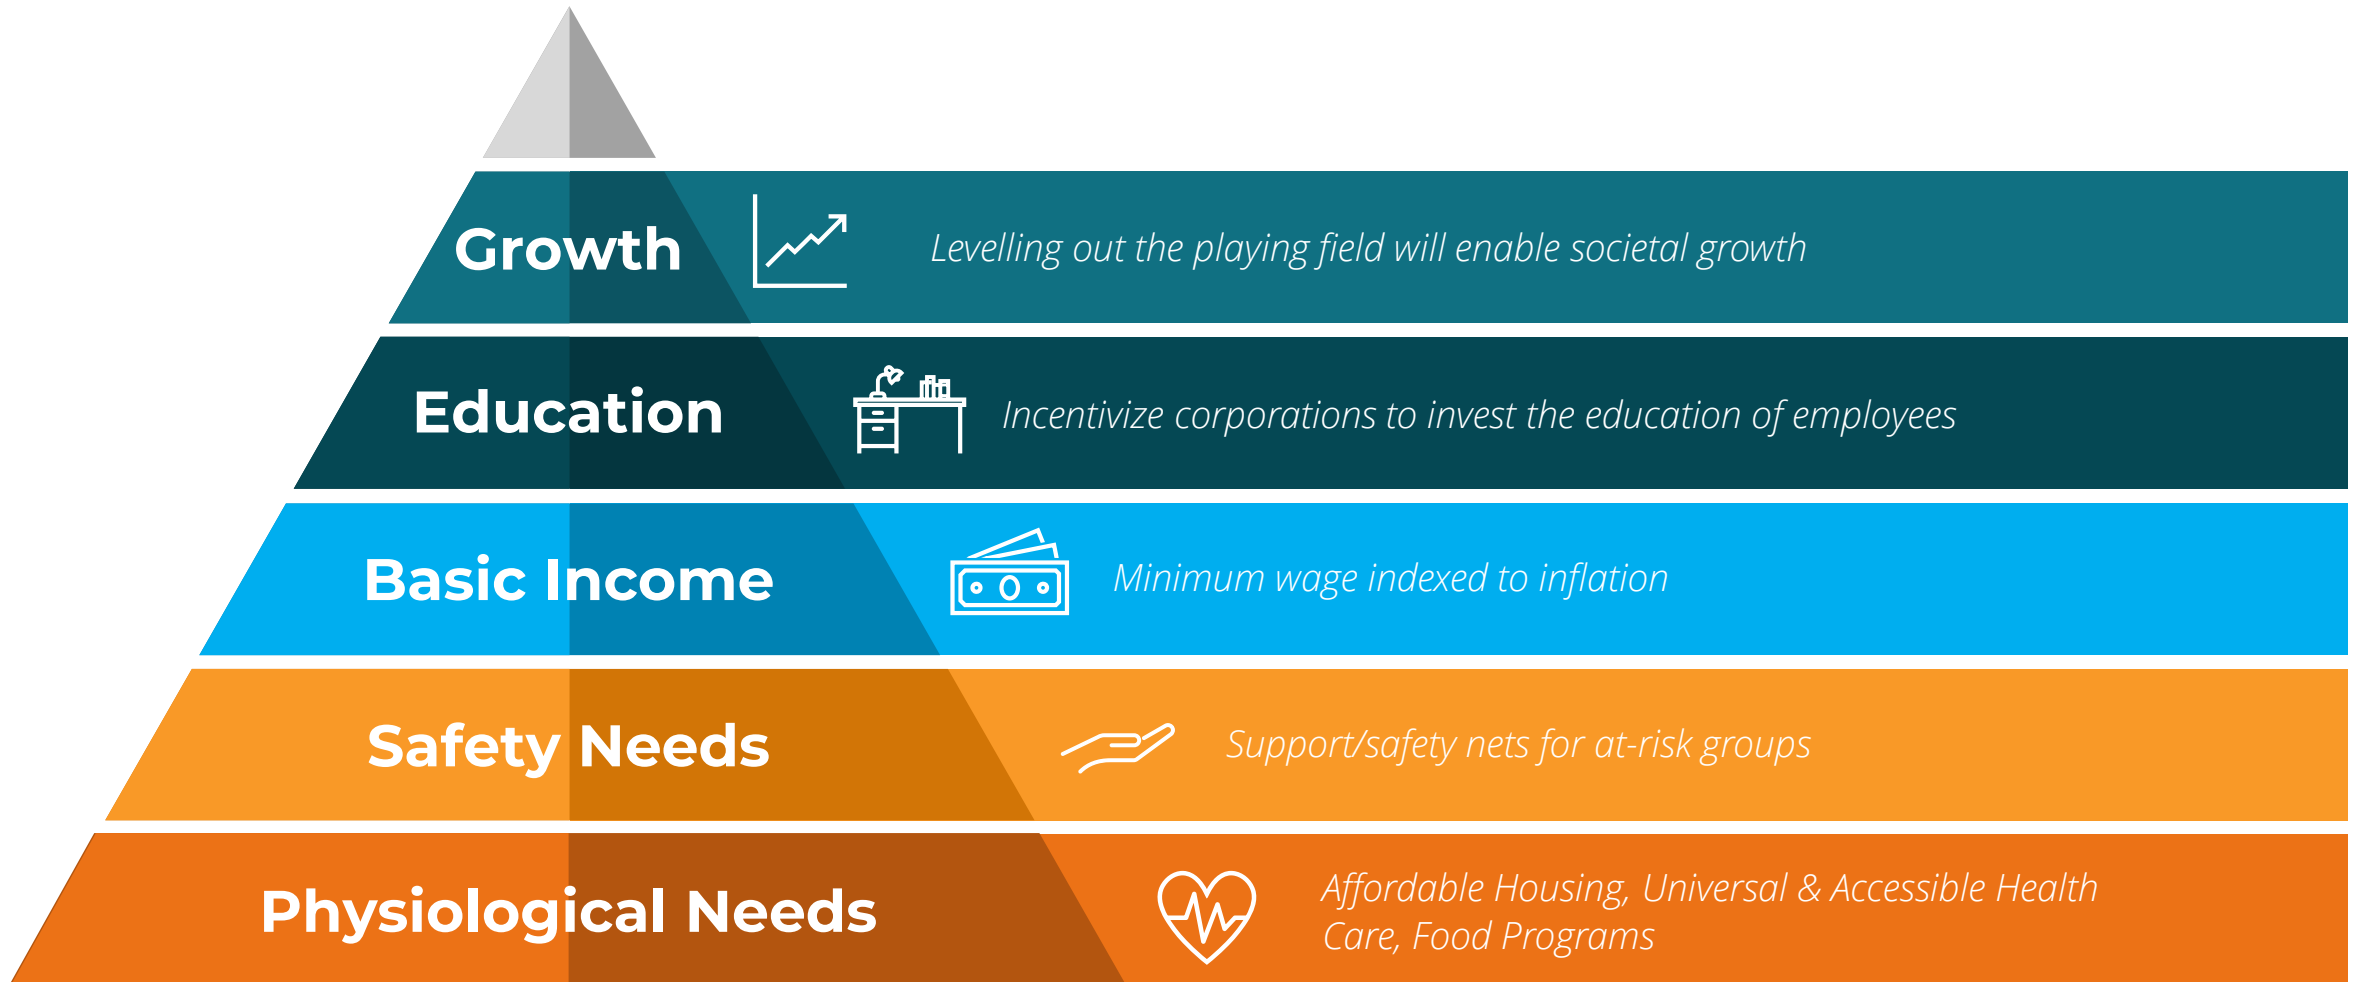 Growth
Levelling out the playing field will enable societal growth
Education
Incentivize corporations to invest the education of employees
Basic Income
Minimum wage indexed to inflation
Safety Needs
Support/safety nets for at-risk groups
Physiological Needs
Affordable Housing, Universal & Accessible Health
Care, Food Programs